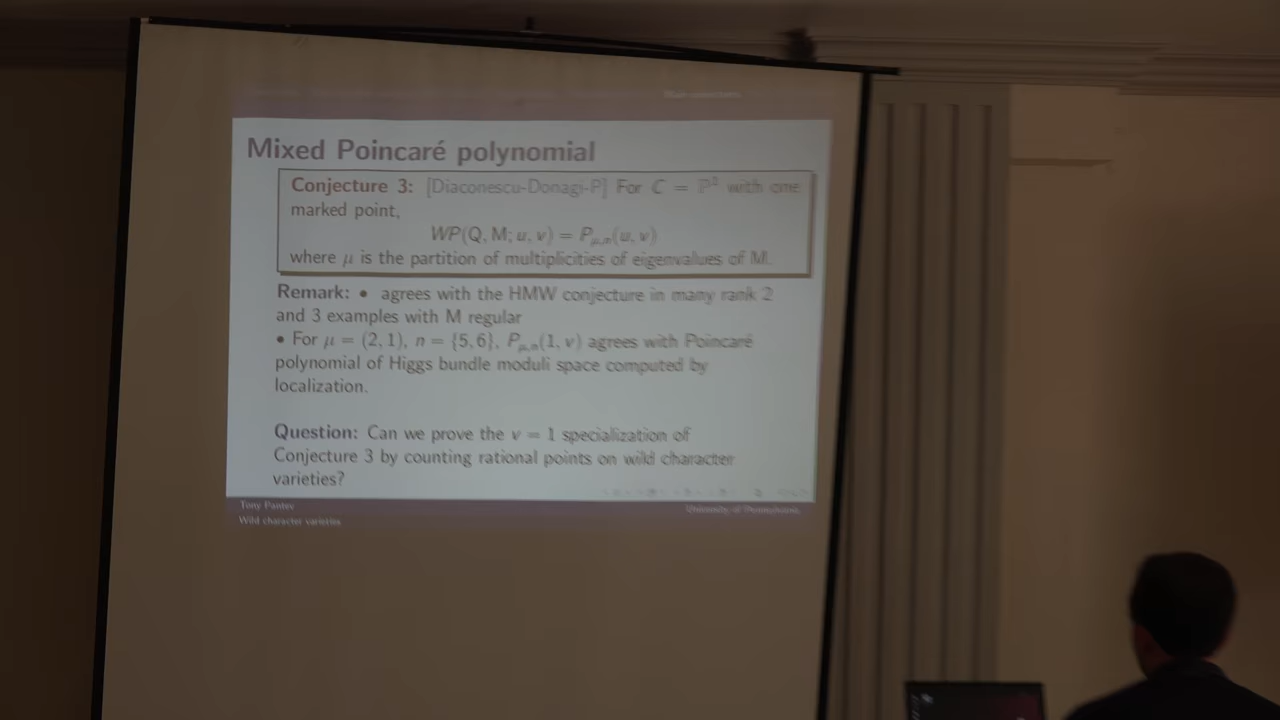 Mixed Poincaré polynomial
Conjecture 3: [Diaconescu-Donagi-P] For C = ℙ¹ with one
marked point,
WP(Q, M; u, v) = P_{μ,n}(u, v)
where μ is the partition of multiplicities of eigenvalues of M.
Remark: • agrees with the HMW conjecture in many rank 2
and 3 examples with M regular
• For μ = (2, 1), n = {5, 6}, P_{μ,n}(1, v) agrees with Poincaré
polynomial of Higgs bundle moduli space computed by
localization.
Question: Can we prove the v = 1 specialization of
Conjecture 3 by counting rational points on wild character
varieties?
Tony Pantev
University of Pennsylvania
Wild character varieties